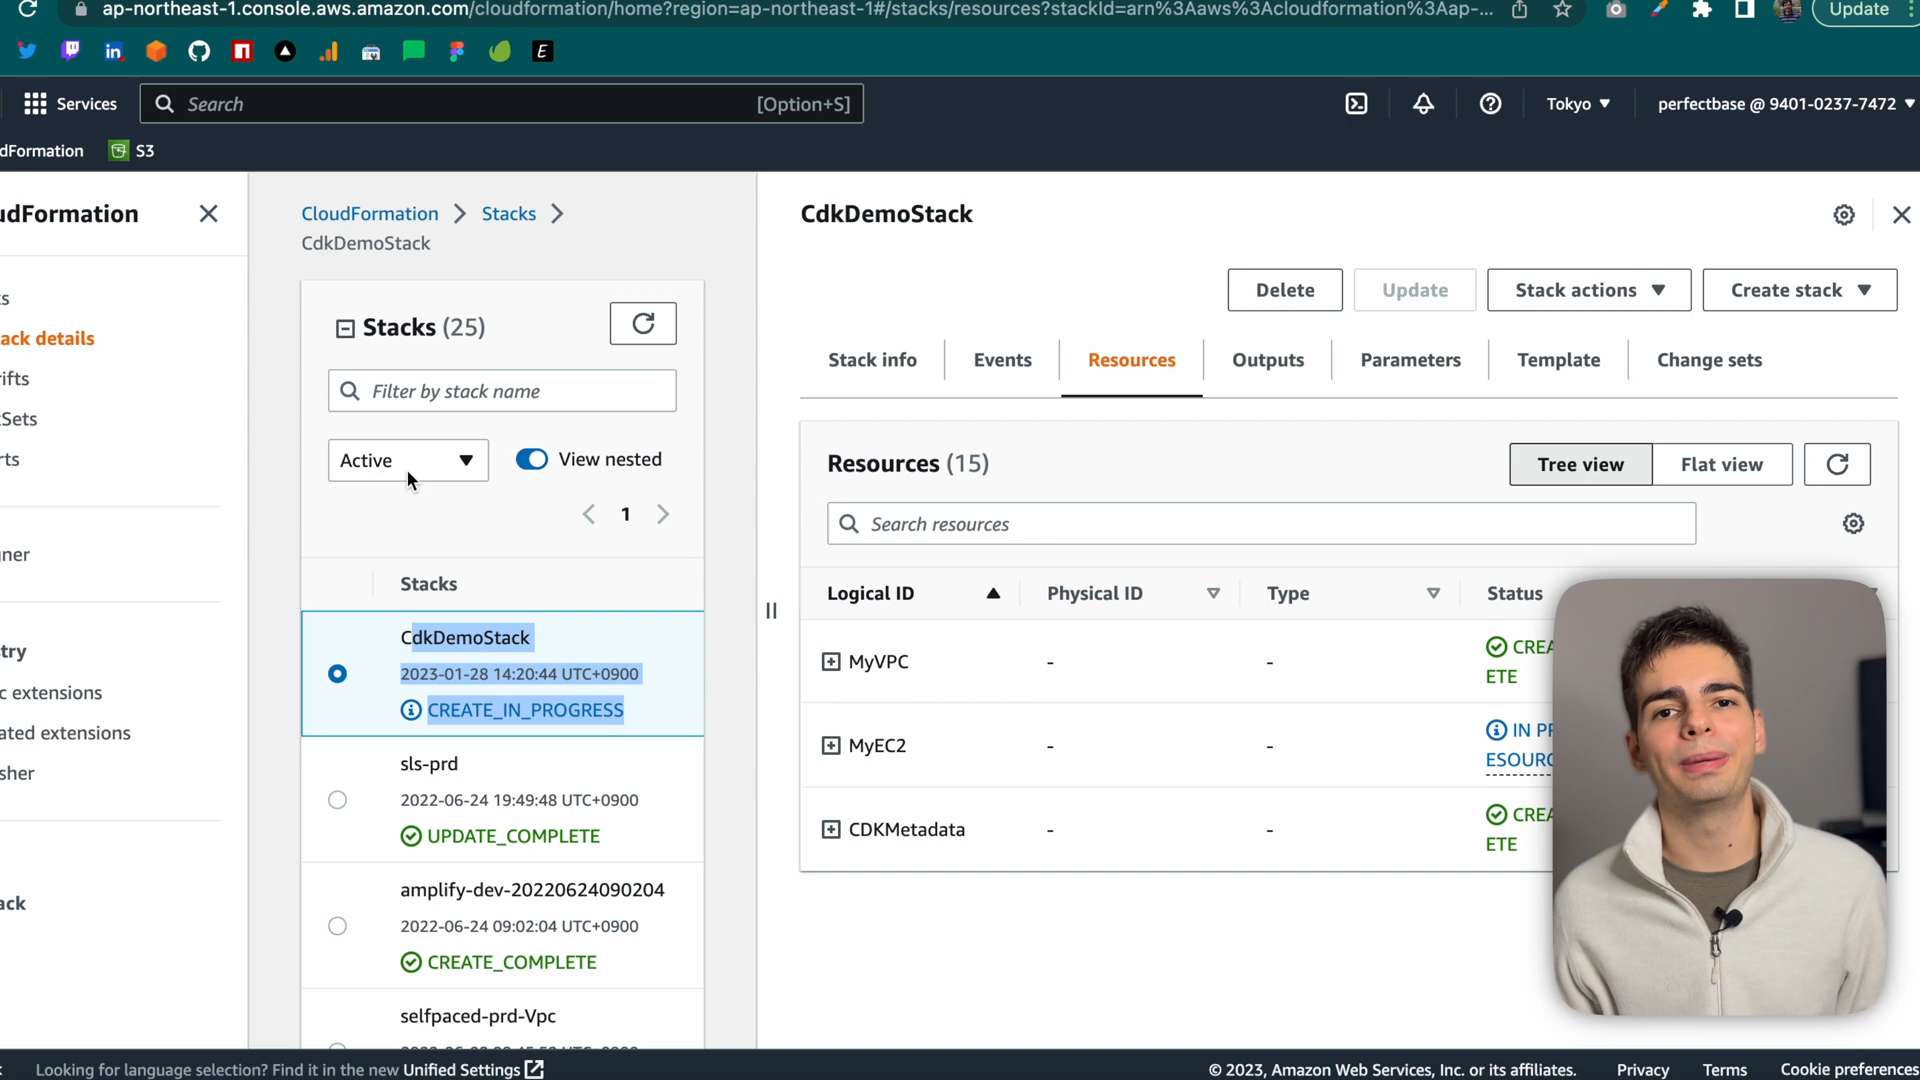 ap-northeast-1.console.aws.amazon.com/cloudformation/home?region=ap-northeast-1#/stacks/resources?stackId=arn%3Aaws%3Acloudformation%3Aap-...
Update
Services
Search
[Option+S]
Tokyo
perfectbase @ 9401-0237-7472
dFormation
S3
udFormation
s
ack details
rifts
kSets
rts
ner
try
c extensions
ated extensions
sher
ack
CloudFormation
Stacks
CdkDemoStack
Stacks (25)
Filter by stack name
Active
View nested
1
Stacks
CdkDemoStack
2023-01-28 14:20:44 UTC+0900
CREATE_IN_PROGRESS
sls-prd
2022-06-24 19:49:48 UTC+0900
UPDATE_COMPLETE
amplify-dev-20220624090204
2022-06-24 09:02:04 UTC+0900
CREATE_COMPLETE
selfpaced-prd-Vpc
CdkDemoStack
Delete
Update
Stack actions
Create stack
Stack info
Events
Resources
Outputs
Parameters
Template
Change sets
Resources (15)
Tree view
Flat view
Search resources
Logical ID
Physical ID
Type
Status
MyVPC
-
-
CREA
ETE
MyEC2
-
-
IN PR
ESOURC
CDKMetadata
-
-
CREA
ETE
Looking for language selection? Find it in the new Unified Settings
© 2023, Amazon Web Services, Inc. or its affiliates.
Privacy
Terms
Cookie preferences